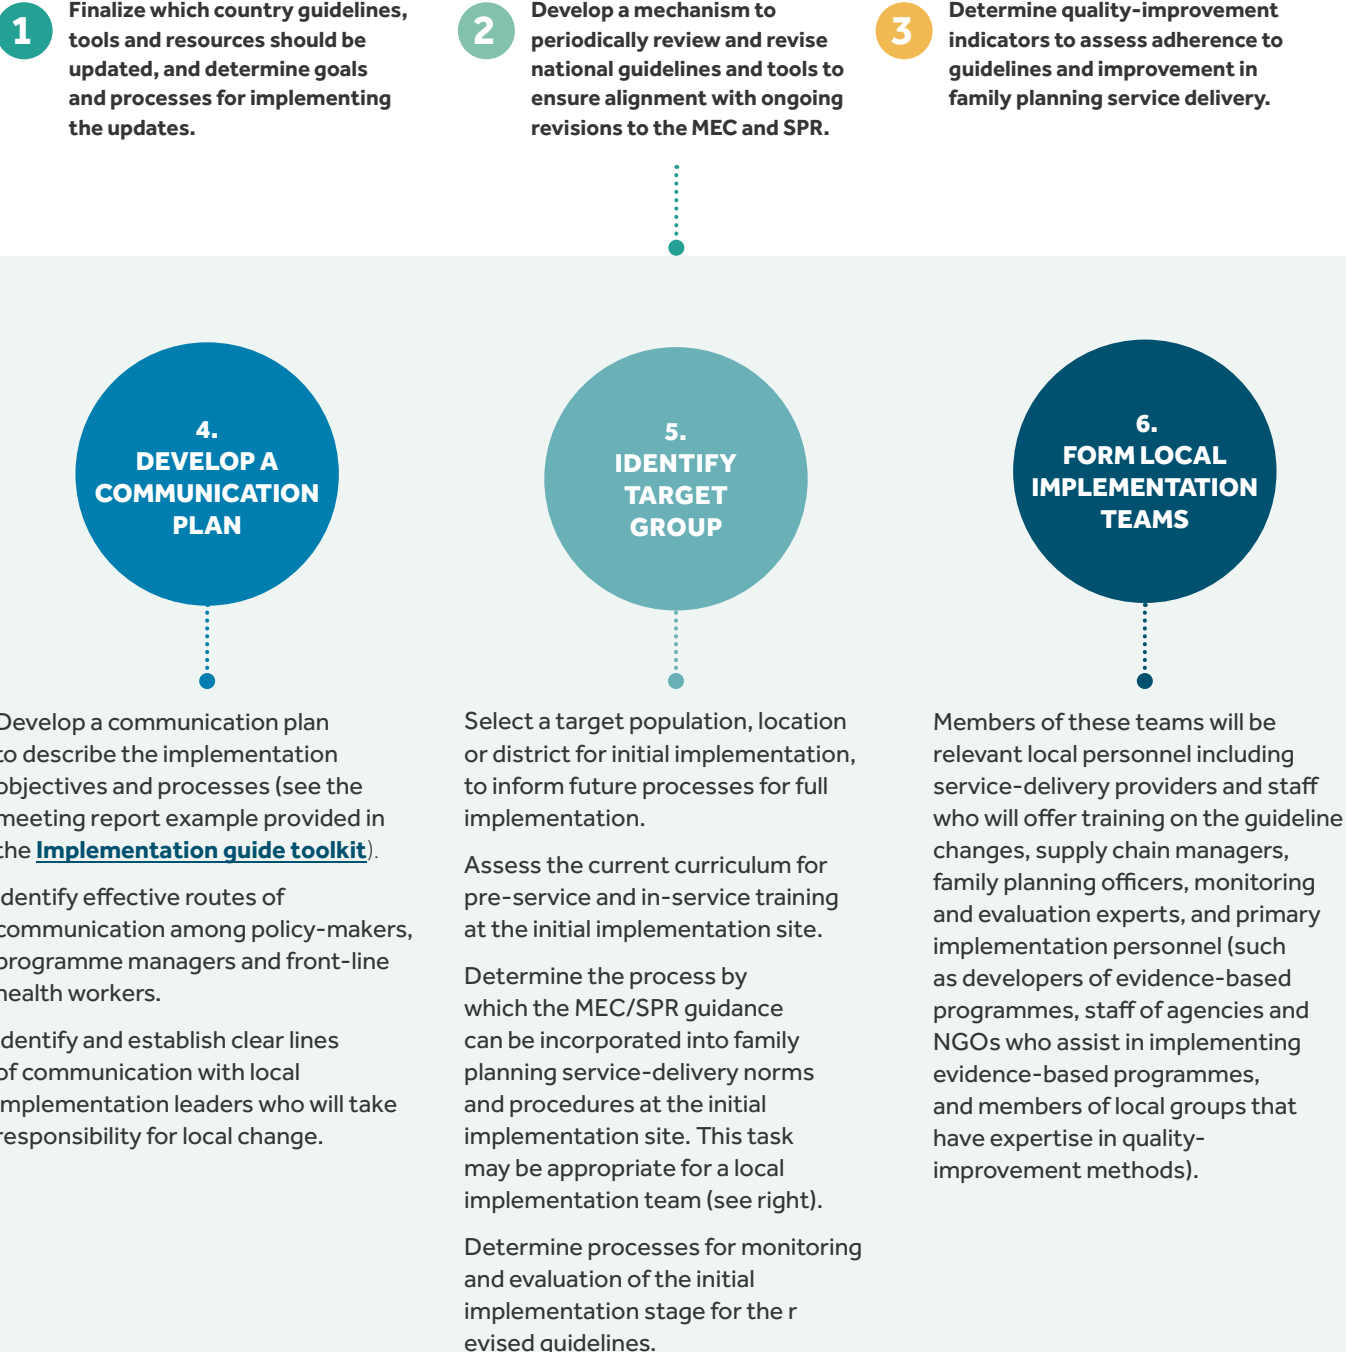 1
Finalize which country guidelines,
tools and resources should be
updated, and determine goals
and processes for implementing
the updates.
2
Develop a mechanism to
periodically review and revise
national guidelines and tools to
ensure alignment with ongoing
revisions to the MEC and SPR.
3
Determine quality-improvement
indicators to assess adherence to
guidelines and improvement in
family planning service delivery.
4.
DEVELOP A
COMMUNICATION
PLAN
Develop a communication plan
to describe the implementation
objectives and processes (see the
meeting report example provided in
the Implementation guide toolkit).
dentify effective routes of
communication among policy-makers,
programme managers and front-line
health workers.
dentify and establish clear lines
of communication with local
mplementation leaders who will take
responsibility for local change.
5.
IDENTIFY
TARGET
GROUP
Select a target population, location
or district for initial implementation,
to inform future processes for full
implementation.
Assess the current curriculum for
pre-service and in-service training
at the initial implementation site.
Determine the process by
which the MEC/SPR guidance
can be incorporated into family
planning service-delivery norms
and procedures at the initial
implementation site. This task
may be appropriate for a local
implementation team (see right).
Determine processes for monitoring
and evaluation of the initial
implementation stage for the r
evised guidelines.
6.
FORM LOCAL
IMPLEMENTATION
TEAMS
Members of these teams will be
relevant local personnel including
service-delivery providers and staff
who will offer training on the guideline
changes, supply chain managers,
family planning officers, monitoring
and evaluation experts, and primary
implementation personnel (such
as developers of evidence-based
programmes, staff of agencies and
NGOs who assist in implementing
evidence-based programmes,
and members of local groups that
have expertise in quality-
improvement methods).